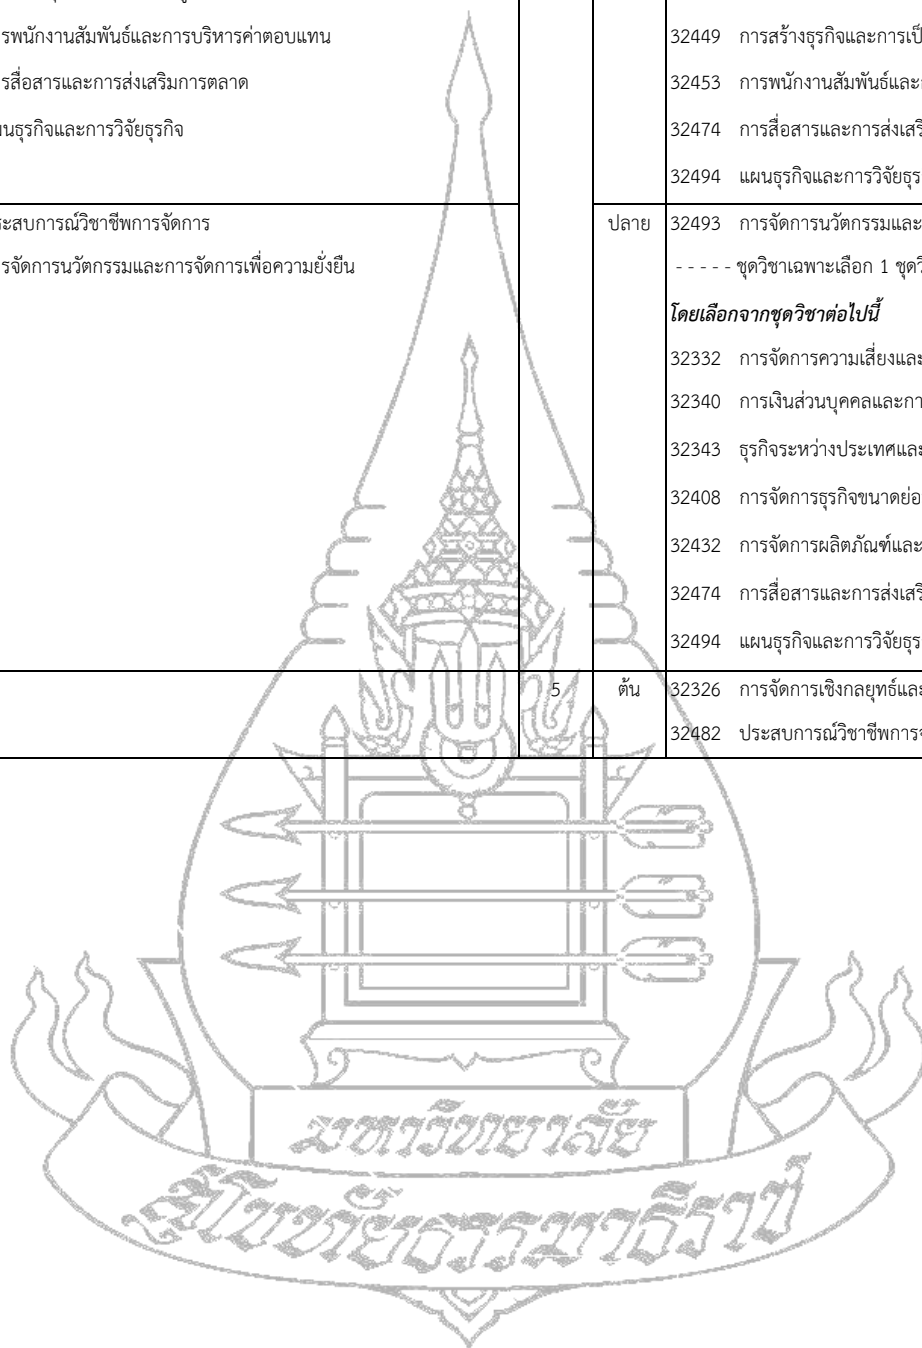 รพนักงานสัมพันธ์และการบริหารค่าตอบแทน
รสื่อสารและการส่งเสริมการตลาด
นธุรกิจและการวิจัยธุรกิจ
ระสบการณ์วิชาชีพการจัดการ
รจัดการนวัตกรรมและการจัดการเพื่อความยั่งยืน
32449 การสร้างธุรกิจและการเป็
32453 การพนักงานสัมพันธ์และ
32474 การสื่อสารและการส่งเสริ
32494 แผนธุรกิจและการวิจัยธุร
ปลาย 32493 การจัดการนวัตกรรมและ
- - - - - ชุดวิชาเฉพาะเลือก 1 ชุดวิ
โดยเลือกจากชุดวิชาต่อไปนี้
32332 การจัดการความเสี่ยงและ
32340 การเงินส่วนบุคคลและกา
32343 ธุรกิจระหว่างประเทศและ
32408 การจัดการธุรกิจขนาดย่อ
32432 การจัดการผลิตภัณฑ์และ
32474 การสื่อสารและการส่งเสริ
32494 แผนธุรกิจและการวิจัยธุร
5 ต้น 32326 การจัดการเชิงกลยุทธ์และ
32482 ประสบการณ์วิชาชีพการจ
มหาวิทยาลัย
สุโขทัยธรรมาธิราช